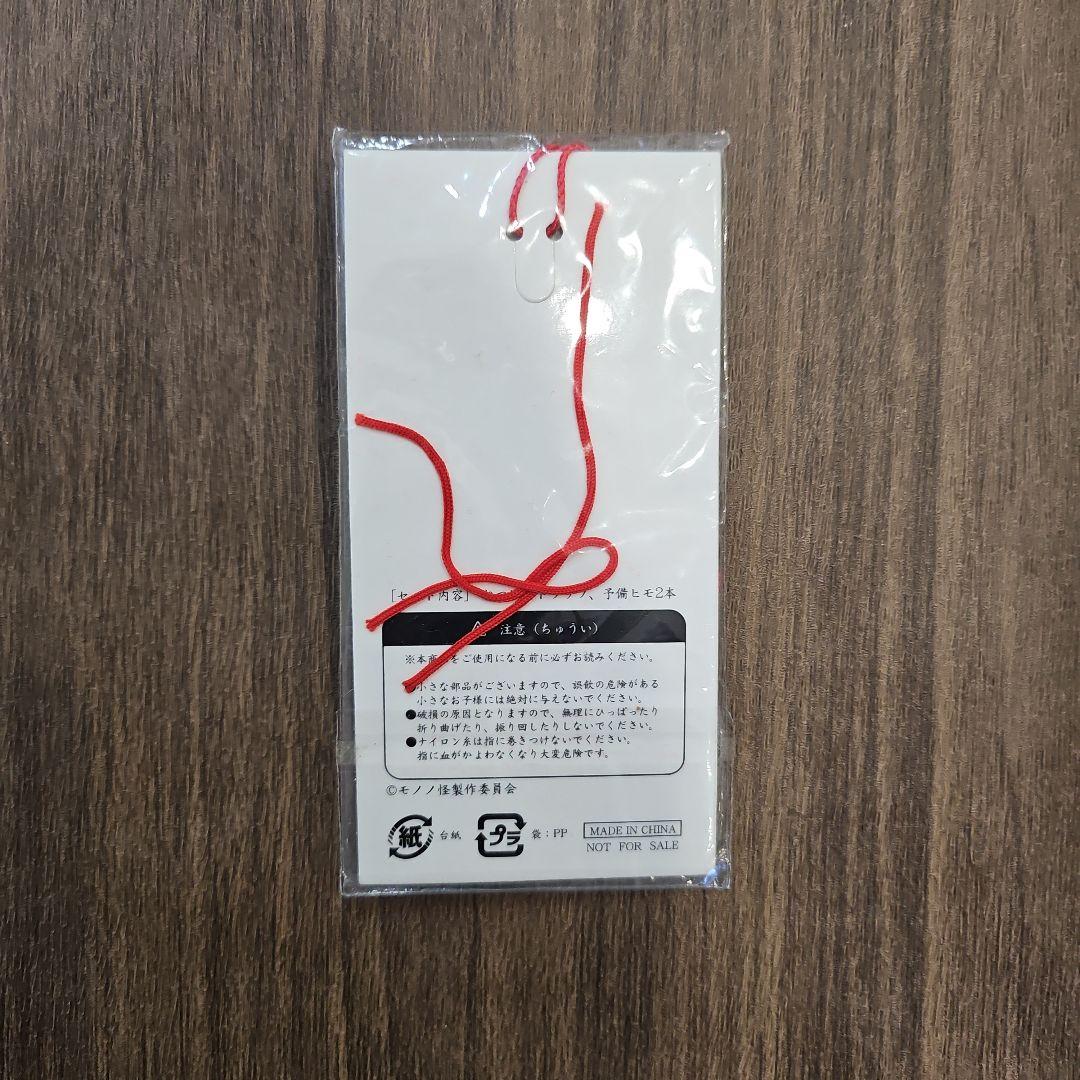 [セット内容] 、予備ヒモ2本
注意（ちゅうい）
※本商品をご使用になる前に必ずお読みください。
●小さな部品がございますので、誤飲の危険がある
小さなお子様には絶対に与えないでください。
●破損の原因となりますので、無理にひっぱったり
折り曲げたり、振り回したりしないでください。
●ナイロン糸は指に巻きつけないでください。
指に血がかよわなくなり大変危険です。
©モノノ怪製作委員会
紙 台紙 プラ 袋：PP
MADE IN CHINA
NOT FOR SALE